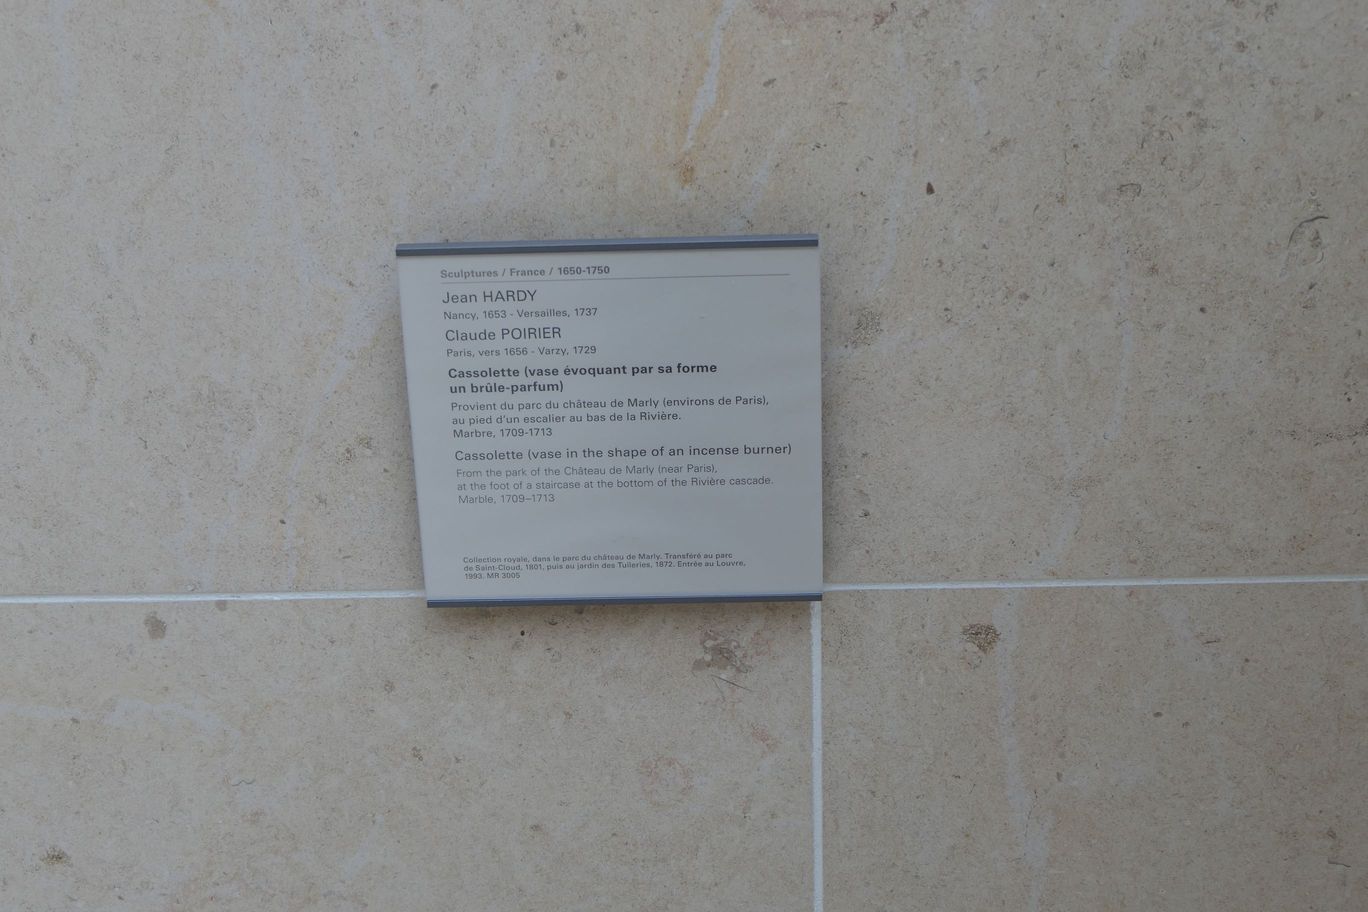 Sculptures / France / 1650-1750
Jean HARDY
Nancy, 1653 - Versailles, 1737
Claude POIRIER
Paris, vers 1656 - Varzy, 1729
Cassolette (vase évoquant par sa forme
un brûle-parfum)
Provient du parc du château de Marly (environs de Paris),
au pied d'un escalier au bas de la Rivière.
Marbre, 1709-1713
Cassolette (vase in the shape of an incense burner)
From the park of the Château de Marly (near Paris),
at the foot of a staircase at the bottom of the Rivière cascade.
Marble, 1709–1713
Collection royale, dans le parc du château de Marly. Transféré au parc
de Saint-Cloud, 1801, puis au jardin des Tuileries, 1872. Entrée au Louvre,
1993. MR 3005